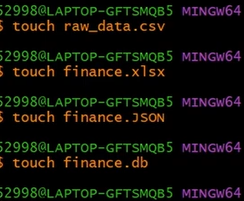 52998@LAPTOP-GFTSMQB5 MINGW64
$ touch raw_data.csv
52998@LAPTOP-GFTSMQB5 MINGW64
$ touch finance.xlsx
52998@LAPTOP-GFTSMQB5 MINGW64
$ touch finance.JSON
52998@LAPTOP-GFTSMQB5 MINGW64
$ touch finance.db
52998@LAPTOP-GFTSMQB5 MINGW64